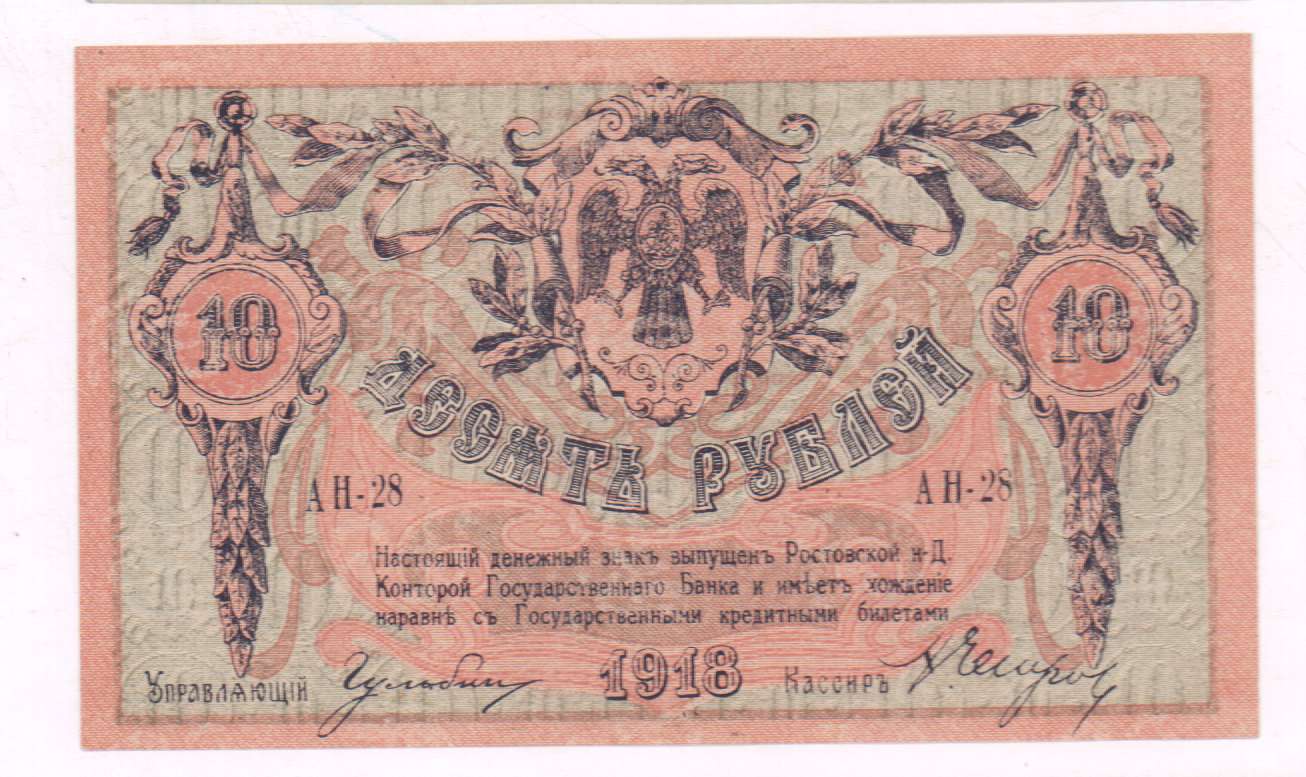 10 10
ДЕСѦТЬ РУБЛЕЙ
АН-28 АН-28
Настоящій денежный знакъ выпущенъ Ростовской н-Д.
Конторой Государственнаго Банка и имѣетъ хожденіе
наравнѣ съ Государственными кредитными билетами
1918
Управляющій Кассиръ